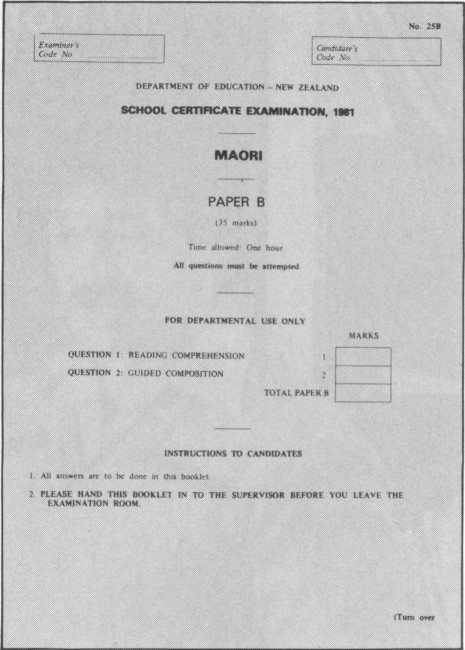 No. 25B
Examiner's
Code No.
Candidate's
Code No.
DEPARTMENT OF EDUCATION – NEW ZEALAND
SCHOOL CERTIFICATE EXAMINATION, 1981
MAORI
PAPER B
(35 marks)
Time allowed: One hour
All questions must be attempted
FOR DEPARTMENTAL USE ONLY
MARKS
QUESTION 1: READING COMPREHENSION 1
QUESTION 2: GUIDED COMPOSITION 2
TOTAL PAPER B
INSTRUCTIONS TO CANDIDATES
1. All answers are to be done in this booklet.
2. PLEASE HAND THIS BOOKLET IN TO THE SUPERVISOR BEFORE YOU LEAVE THE
EXAMINATION ROOM.
(Turn over